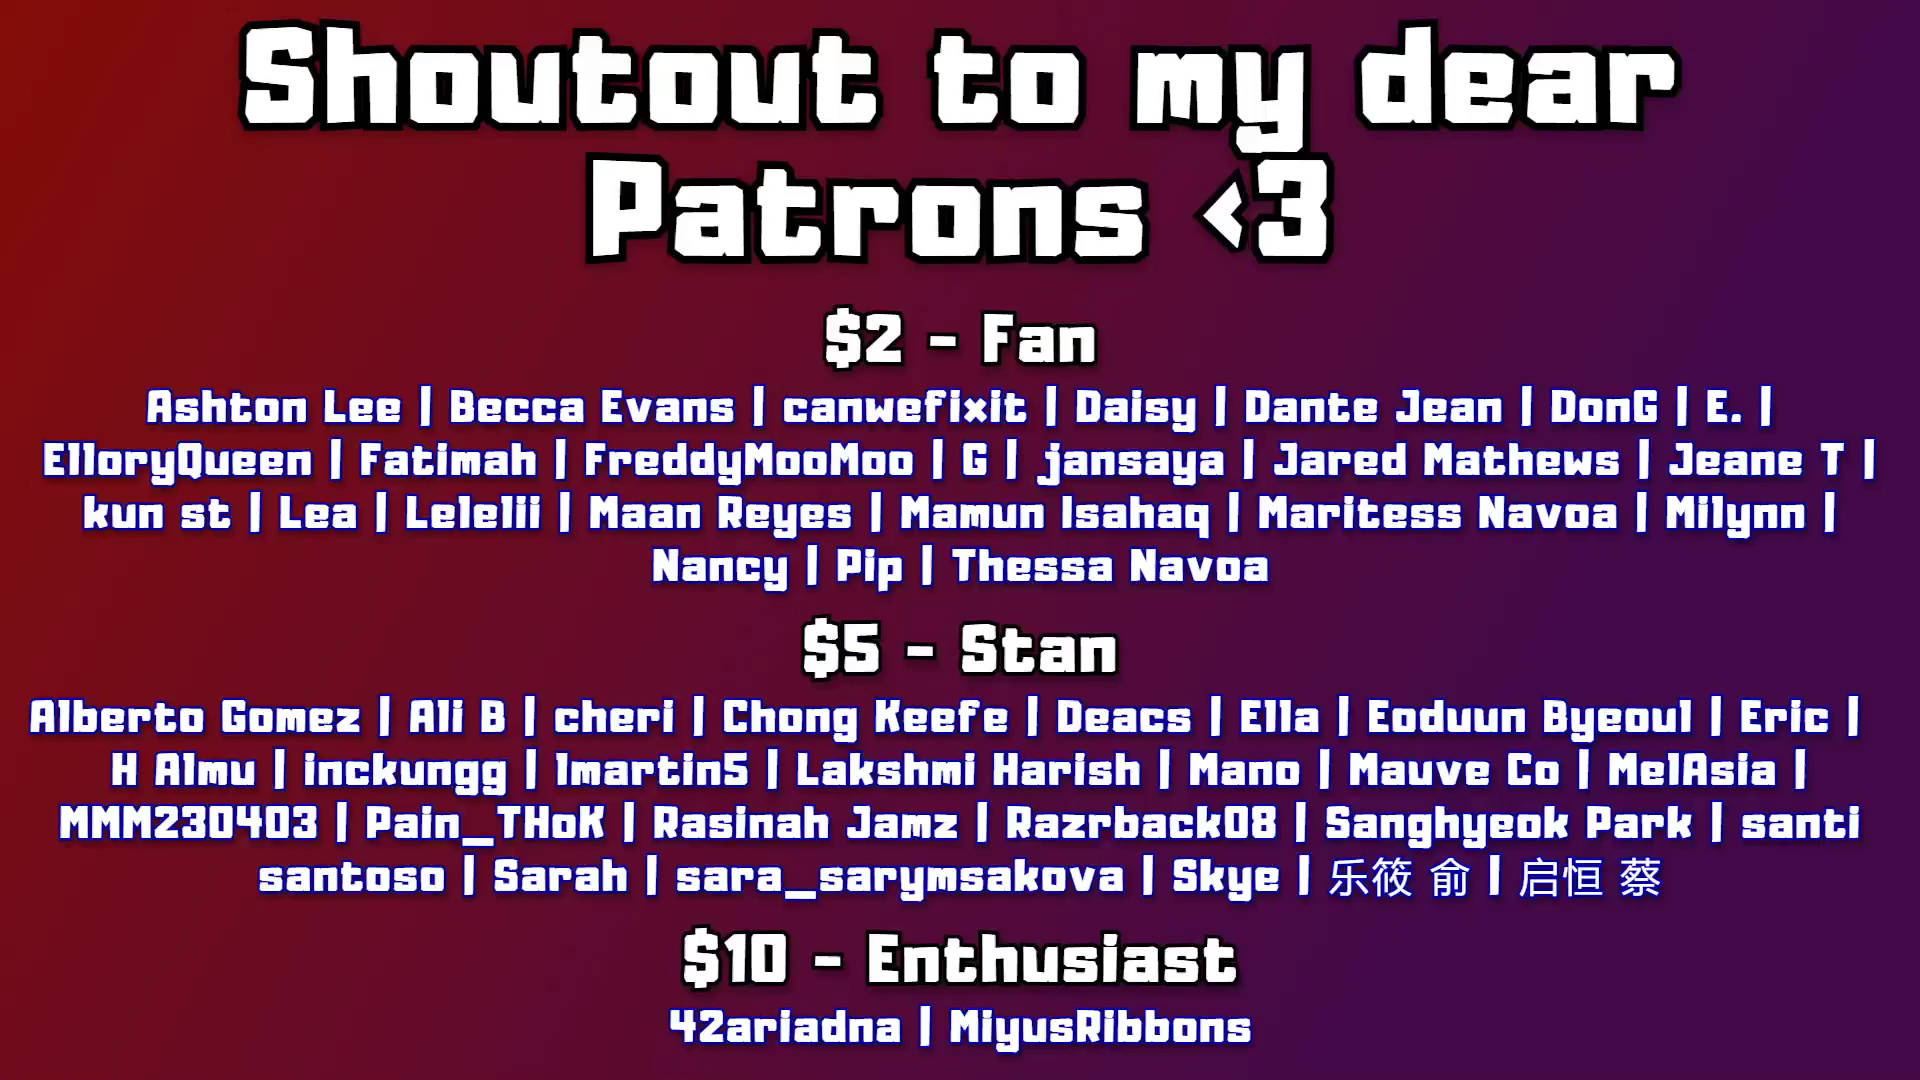 Shoutout to my dear
Patrons <3
$2 - Fan
Ashton Lee | Becca Evans | canwefixit | Daisy | Dante Jean | DonG | E. |
ElloryQueen | Fatimah | FreddyMooMoo | G | jansaya | Jared Mathews | Jeane T |
kun st | Lea | Lelelii | Maan Reyes | Mamun Isahaq | Maritess Navoa | Milynn |
Nancy | Pip | Thessa Navoa
$5 - Stan
Alberto Gomez | Ali B | cheri | Chong Keefe | Deacs | Ella | Eoduun Byeoul | Eric |
H Almu | inckungg | lmartin5 | Lakshmi Harish | Mano | Mauve Co | MelAsia |
MMM230403 | Pain_THoK | Rasinah Jamz | Razrback08 | Sanghyeok Park | santi
santoso | Sarah | sara_sarymsakova | Skye | 乐筱 俞 | 启恒 蔡
$10 - Enthusiast
42ariadna | MiyusRibbons